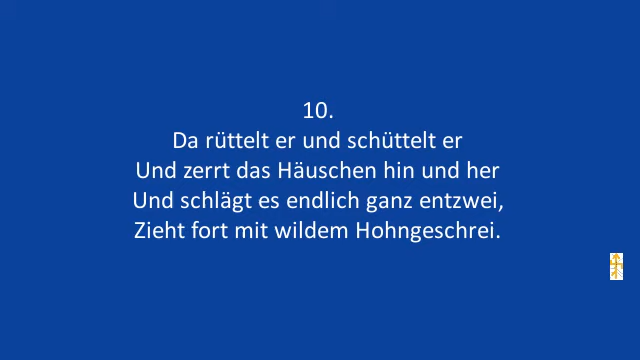 10.
Da rüttelt er und schüttelt er
Und zerrt das Häuschen hin und her
Und schlägt es endlich ganz entzwei,
Zieht fort mit wildem Hohngeschrei.